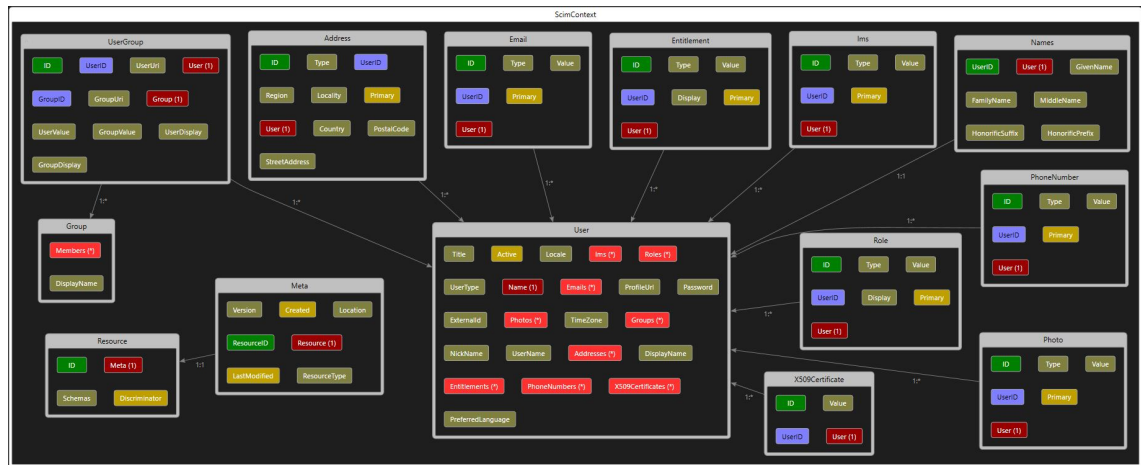 ScimContext
UserGroup
ID UserID UserUri User (1)
GroupID GroupUri Group (1)
UserValue GroupValue UserDisplay
GroupDisplay
Address
ID Type UserID
Region Locality Primary
User (1) Country PostalCode
StreetAddress
Email
ID Type Value
UserID Primary
User (1)
Entitlement
ID Type Value
UserID Display Primary
User (1)
Ims
ID Type Value
UserID Primary
User (1)
Names
UserID User (1) GivenName
FamilyName MiddleName
HonorificSuffix HonorificPrefix
1:*
1:*
1:*
1:*
1:*
1:*
1:1
PhoneNumber
ID Type Value
UserID Primary
User (1)
1:*
Group
Members (*)
DisplayName
User
Title Active Locale Ims (*) Roles (*)
UserType Name (1) Emails (*) ProfileUrl Password
ExternalId Photos (*) TimeZone Groups (*)
NickName UserName Addresses (*) DisplayName
Entitlements (*) PhoneNumbers (*) X509Certificates (*)
PreferredLanguage
Role
ID Type Value
UserID Display Primary
User (1)
1:*
Meta
Version Created Location
ResourceID Resource (1)
LastModified ResourceType
1:1
Resource
ID Meta (1)
Schemas Discriminator
Photo
ID Type Value
UserID Primary
User (1)
1:*
X509Certificate
ID Value
UserID User (1)
1:*